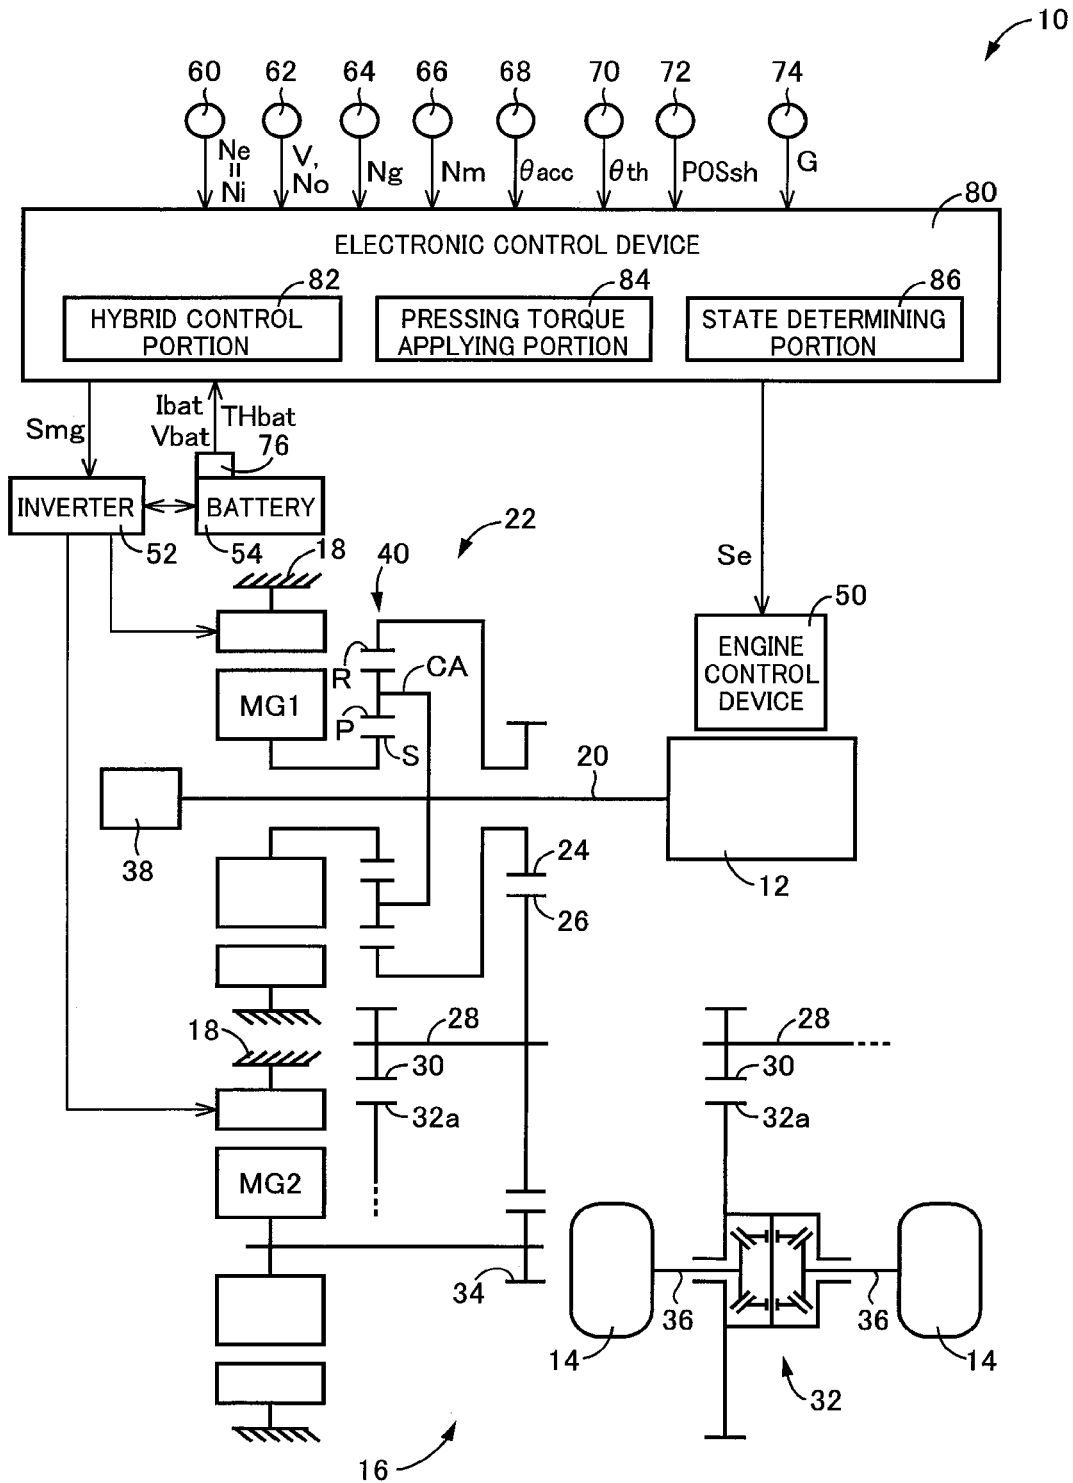 10
60 62 64 66 68 70 72 74
Ne
=
Ni
V,
No
Ng
Nm
θacc
θth
POSsh
G
80
ELECTRONIC CONTROL DEVICE
82
HYBRID CONTROL
PORTION
84
PRESSING TORQUE
APPLYING PORTION
86
STATE DETERMINING
PORTION
Smg
Ibat
Vbat
THbat
76
INVERTER
52
BATTERY
54
18
22
40
Se
50
ENGINE
CONTROL
DEVICE
R
CA
MG1
P
S
20
38
12
24
26
18
28
28
30
30
32a
32a
MG2
34
36
36
14
14
32
16